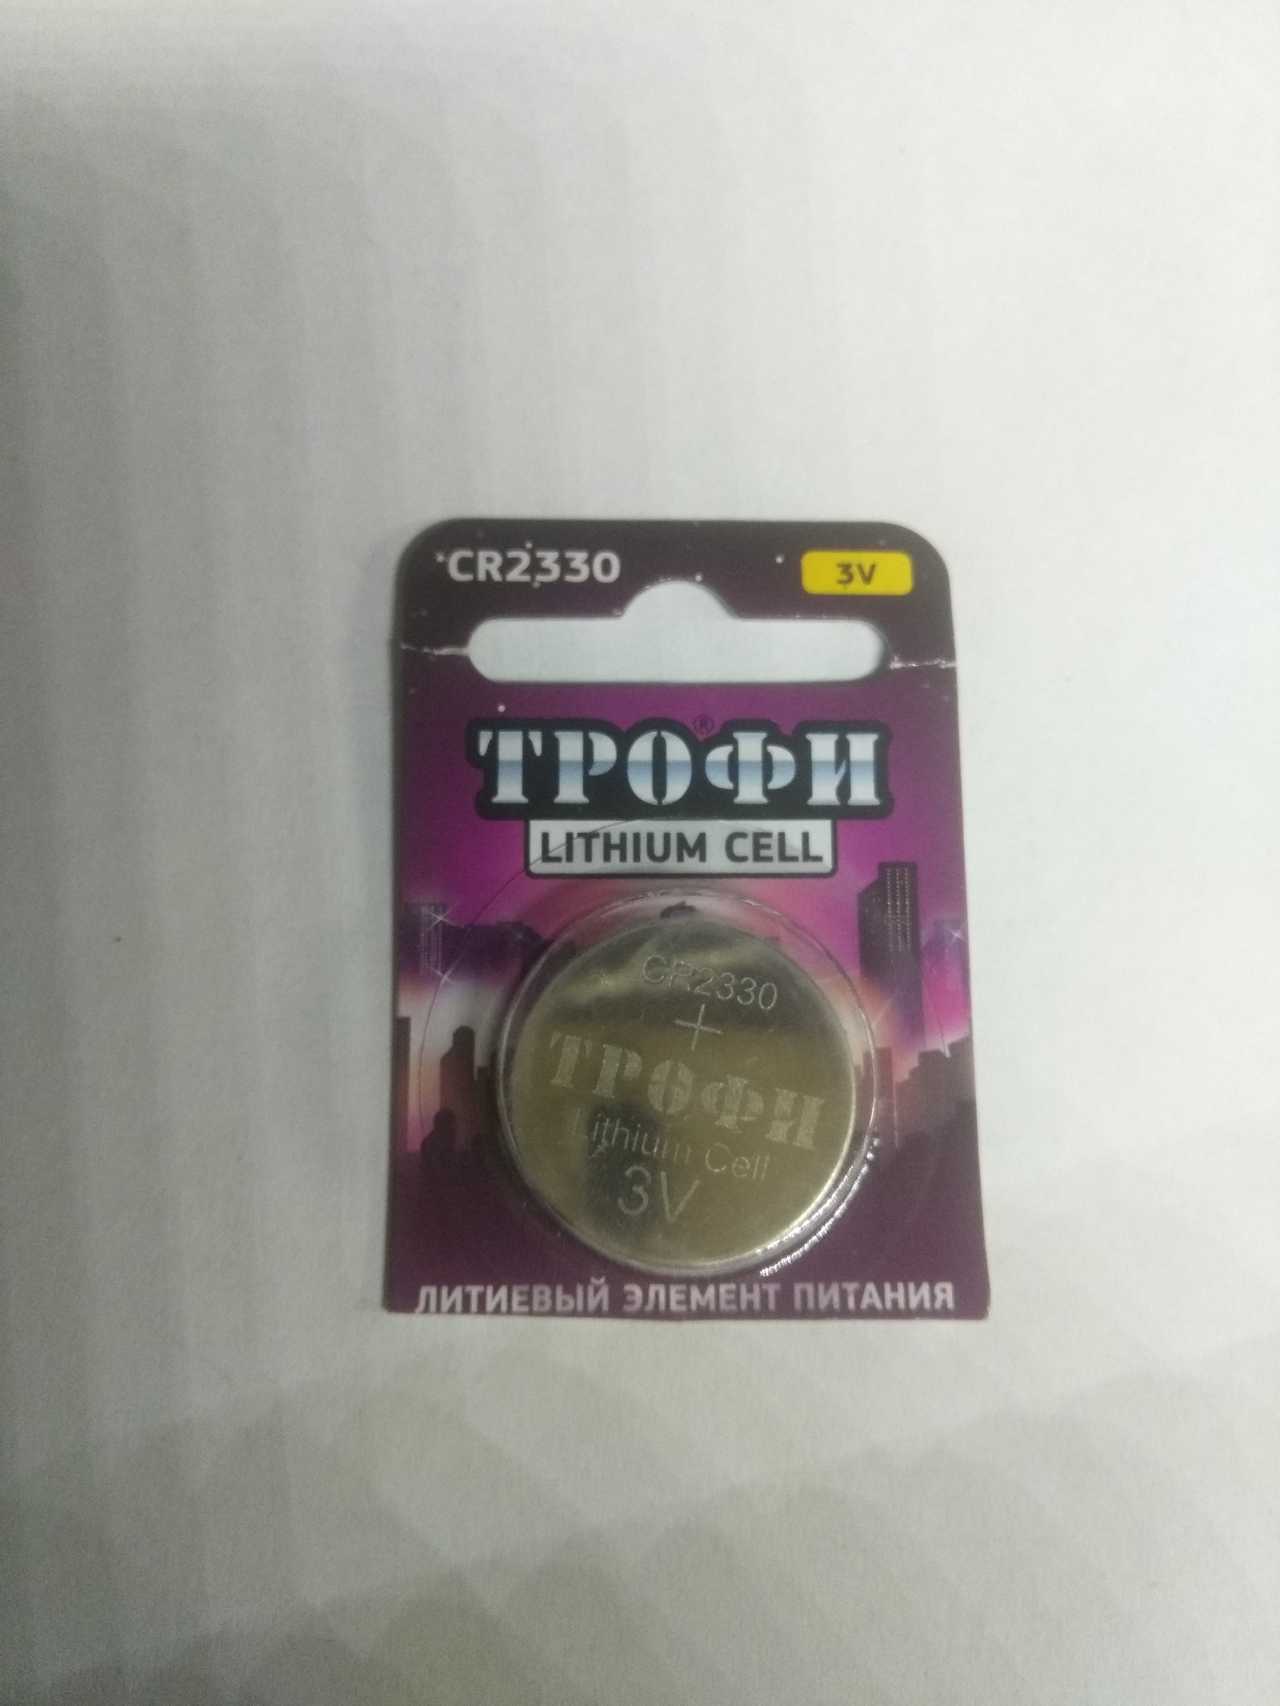 CR2330
3V
ТРОФИ®
LITHIUM CELL
CR2330
+
ТРОФИ
Lithium Cell
3V
ЛИТИЕВЫЙ ЭЛЕМЕНТ ПИТАНИЯ